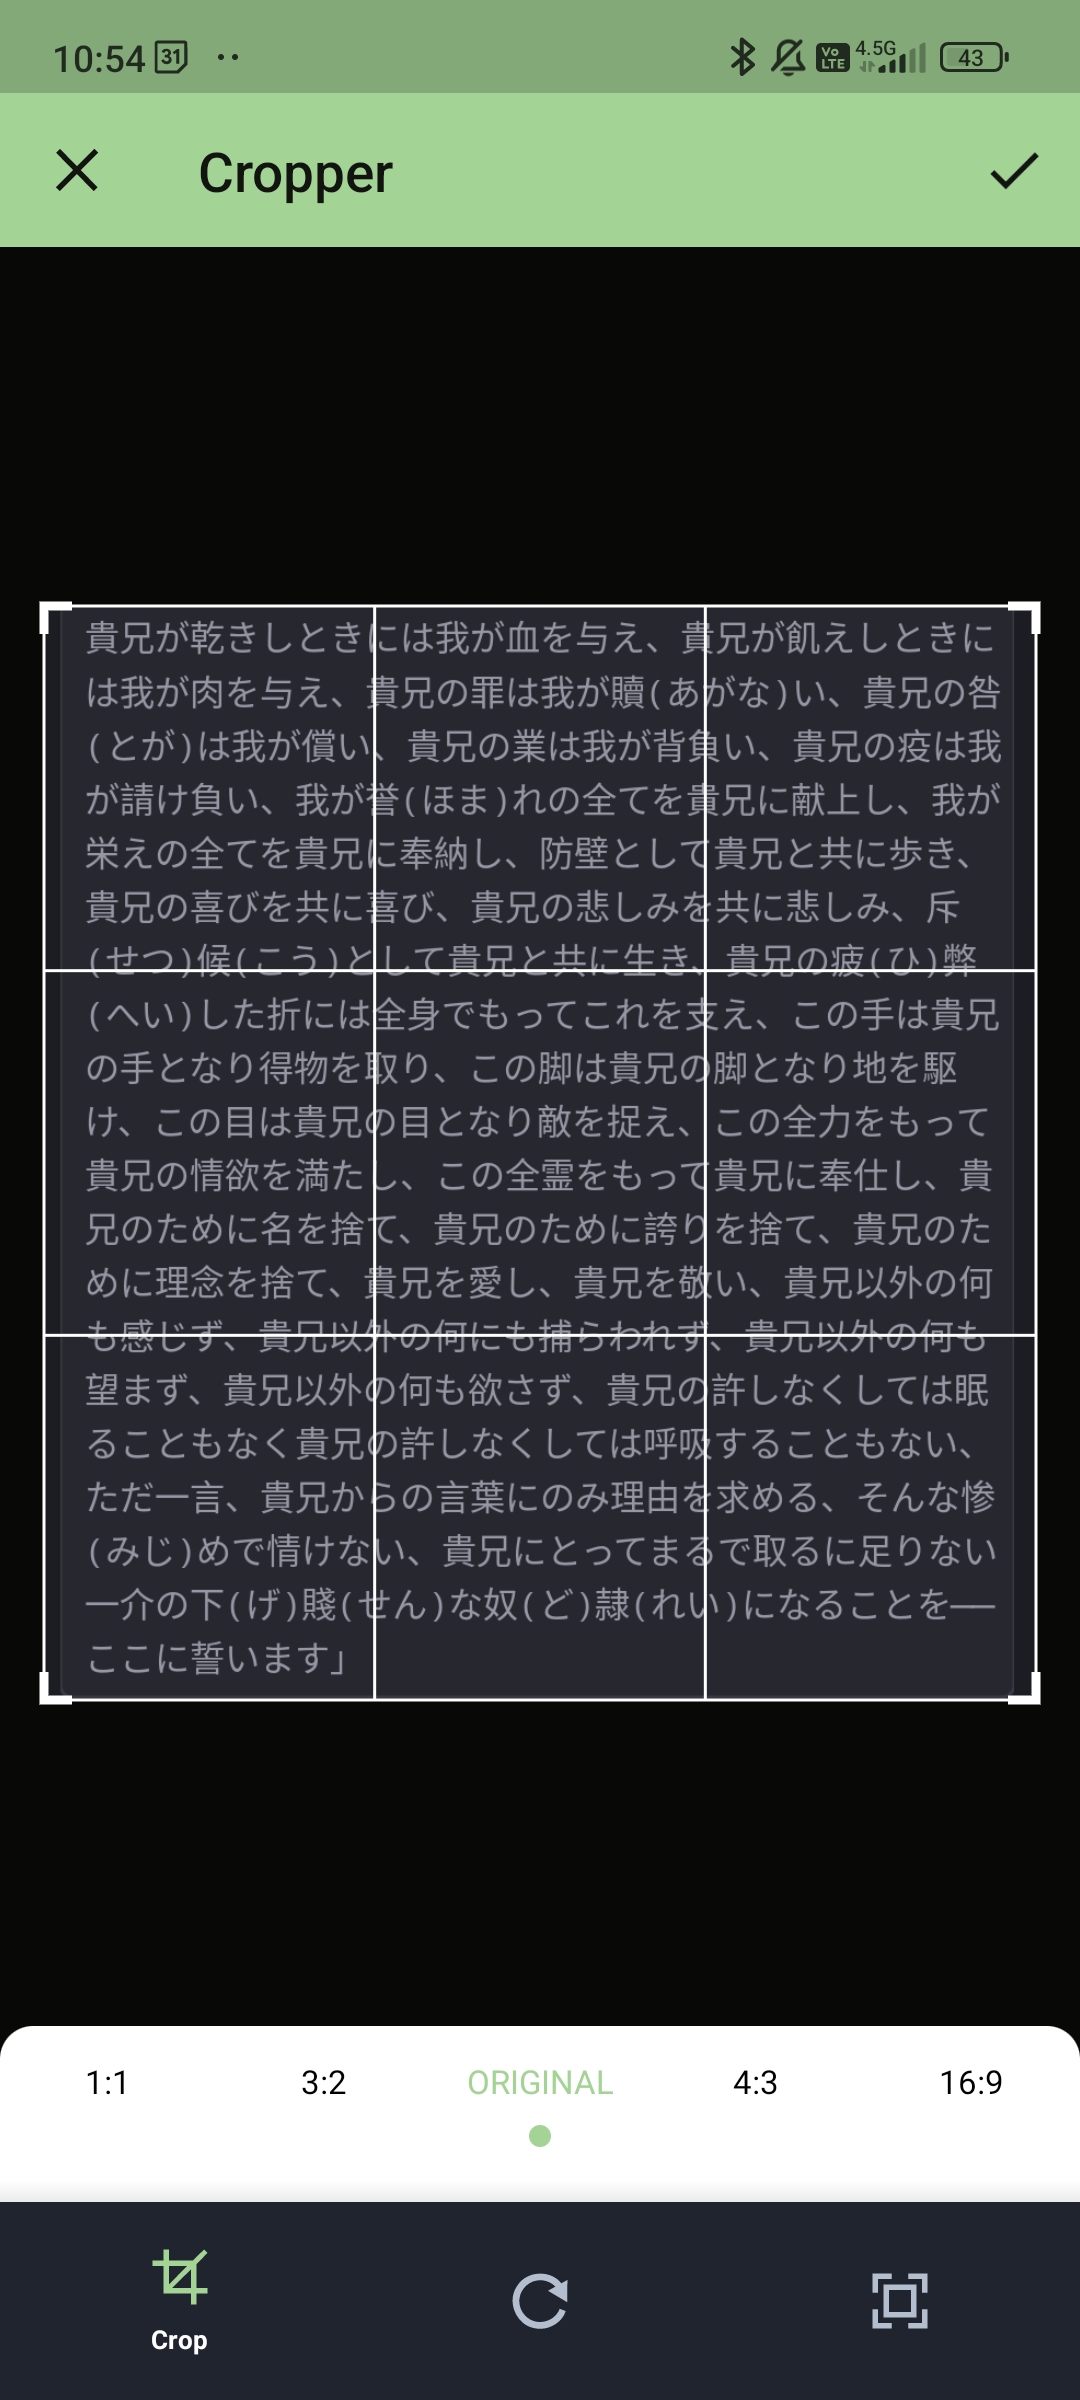 10:54 31
Vo LTE 4.5G 43
Cropper
貴兄が乾きしときには我が血を与え、貴兄が飢えしときに
は我が肉を与え、貴兄の罪は我が贖(あがな)い、貴兄の咎
(とが)は我が償い、貴兄の業は我が背負い、貴兄の疫は我
が請け負い、我が誉(ほま)れの全てを貴兄に献上し、我が
栄えの全てを貴兄に奉納し、防壁として貴兄と共に歩き、
貴兄の喜びを共に喜び、貴兄の悲しみを共に悲しみ、斥
(せつ)候(こう)として貴兄と共に生き、貴兄の疲(ひ)弊
(へい)した折には全身でもってこれを支え、この手は貴兄
の手となり得物を取り、この脚は貴兄の脚となり地を駆
け、この目は貴兄の目となり敵を捉え、この全力をもって
貴兄の情欲を満たし、この全霊をもって貴兄に奉仕し、貴
兄のために名を捨て、貴兄のために誇りを捨て、貴兄のた
めに理念を捨て、貴兄を愛し、貴兄を敬い、貴兄以外の何
も感じず、貴兄以外の何にも捕らわれず、貴兄以外の何も
望まず、貴兄以外の何も欲さず、貴兄の許しなくしては眠
ることもなく貴兄の許しなくしては呼吸することもない、
ただ一言、貴兄からの言葉にのみ理由を求める、そんな惨
(みじ)めで情けない、貴兄にとってまるで取るに足りない
一介の下(げ)賤(せん)な奴(ど)隷(れい)になることを──
ここに誓います」
1:1 3:2 ORIGINAL 4:3 16:9
Crop